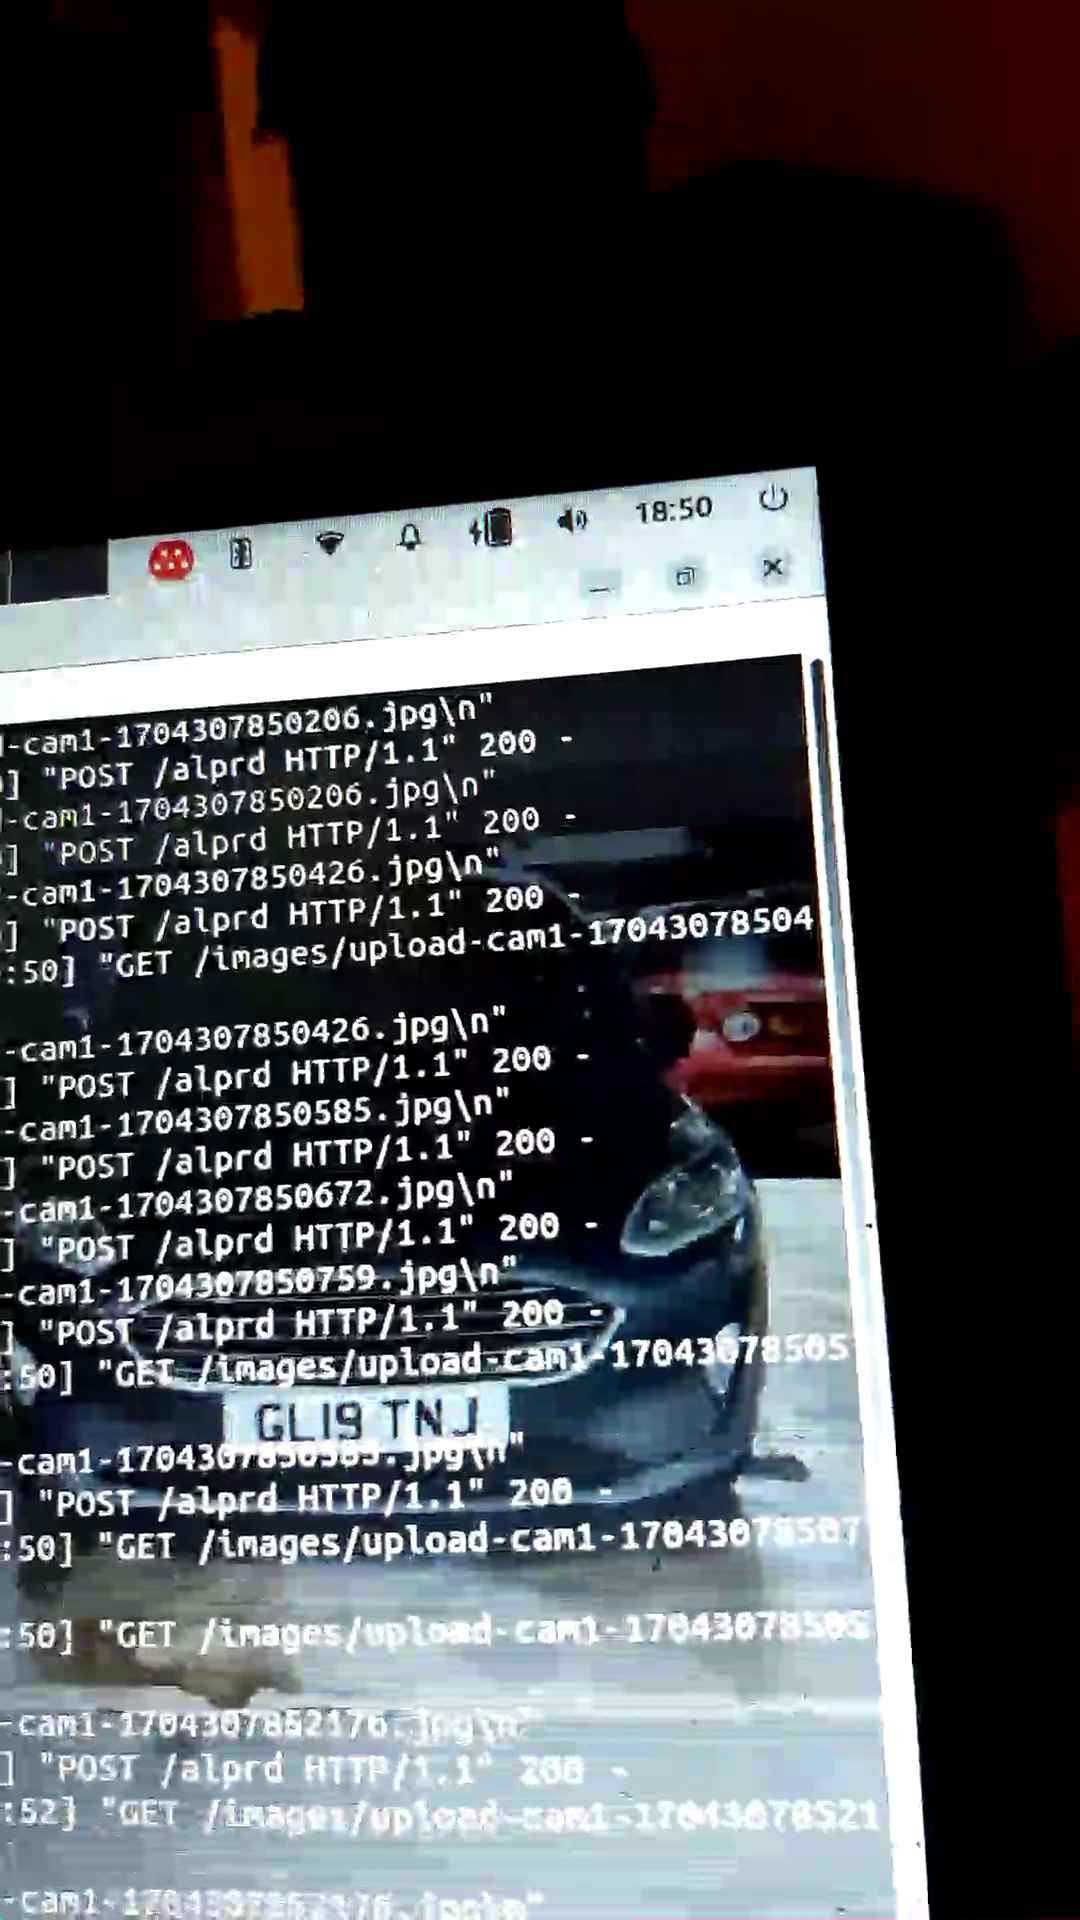 18:50
-cam1-1704307850206.jpg\n"
] "POST /alprd HTTP/1.1" 200 -
-cam1-1704307850206.jpg\n"
] "POST /alprd HTTP/1.1" 200 -
-cam1-1704307850426.jpg\n"
] "POST /alprd HTTP/1.1" 200 -
:50] "GET /images/upload-cam1-17043078504
-cam1-1704307850426.jpg\n"
] "POST /alprd HTTP/1.1" 200 -
-cam1-1704307850585.jpg\n"
] "POST /alprd HTTP/1.1" 200 -
-cam1-1704307850672.jpg\n"
] "POST /alprd HTTP/1.1" 200 -
-cam1-1704307850759.jpg\n"
] "POST /alprd HTTP/1.1" 200 -
:50] "GET /images/upload-cam1-17043078505
GL19 TNJ
-cam1-1704307850585.jpg\n"
] "POST /alprd HTTP/1.1" 200 -
:50] "GET /images/upload-cam1-17043078507
:50] "GET /images/upload-cam1-17043078505
-cam1-1704307852176.jpg\n"
] "POST /alprd HTTP/1.1" 200 -
:52] "GET /images/upload-cam1-17043078521
-cam1-1704307852176.jpg\n"